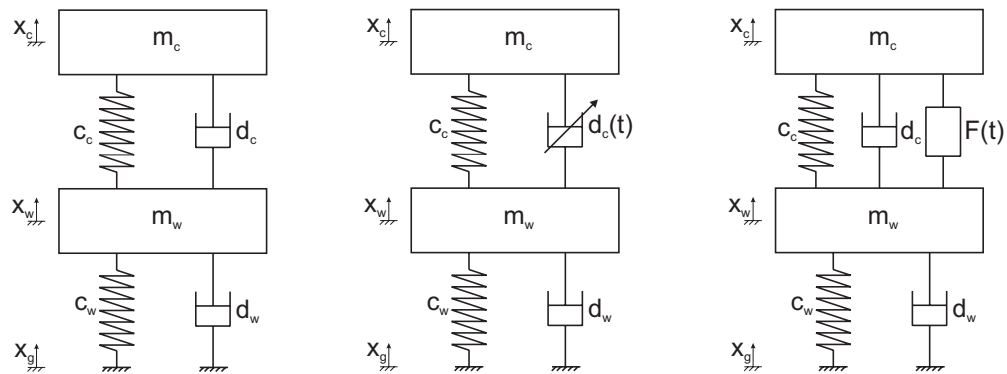 x_c m_c
c_c d_c
x_w m_w
c_w d_w
x_g
x_c m_c
c_c d_c(t)
x_w m_w
c_w d_w
x_g
x_c m_c
c_c d_c F(t)
x_w m_w
c_w d_w
x_g